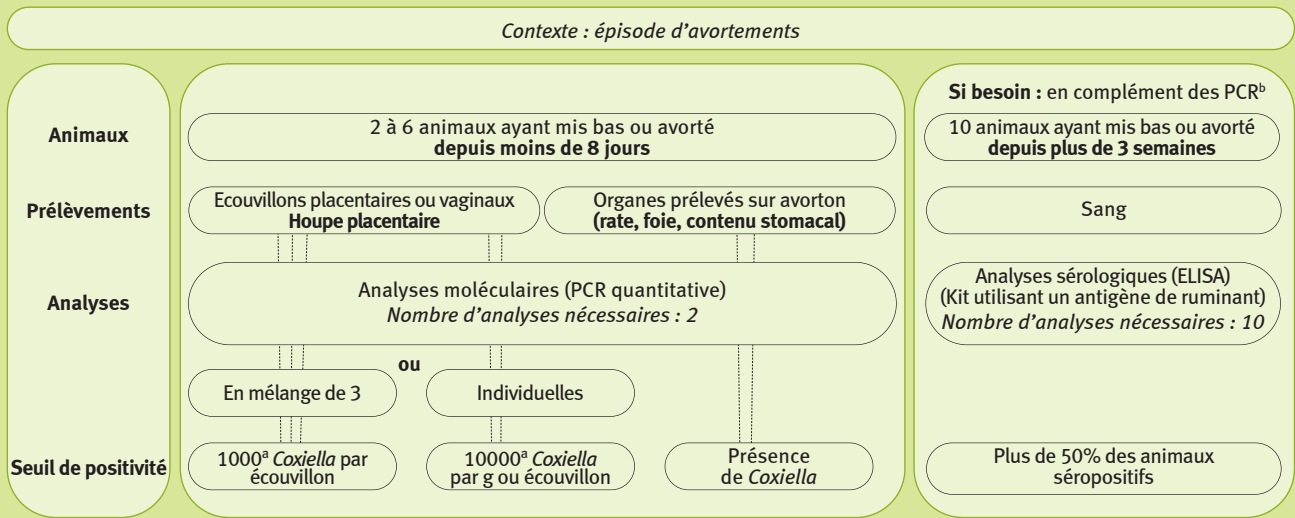 Contexte : épisode d’avortements
Si besoin : en complément des PCRᵇ
Animaux
2 à 6 animaux ayant mis bas ou avorté
depuis moins de 8 jours
10 animaux ayant mis bas ou avorté
depuis plus de 3 semaines
Prélèvements
Ecouvillons placentaires ou vaginaux
Houpe placentaire
Organes prélevés sur avorton
(rate, foie, contenu stomacal)
Sang
Analyses
Analyses moléculaires (PCR quantitative)
Nombre d’analyses nécessaires : 2
Analyses sérologiques (ELISA)
(Kit utilisant un antigène de ruminant)
Nombre d’analyses nécessaires : 10
ou
En mélange de 3
Individuelles
Seuil de positivité
1000ᵃ Coxiella par
écouvillon
10000ᵃ Coxiella
par g ou écouvillon
Présence
de Coxiella
Plus de 50% des animaux
séropositifs